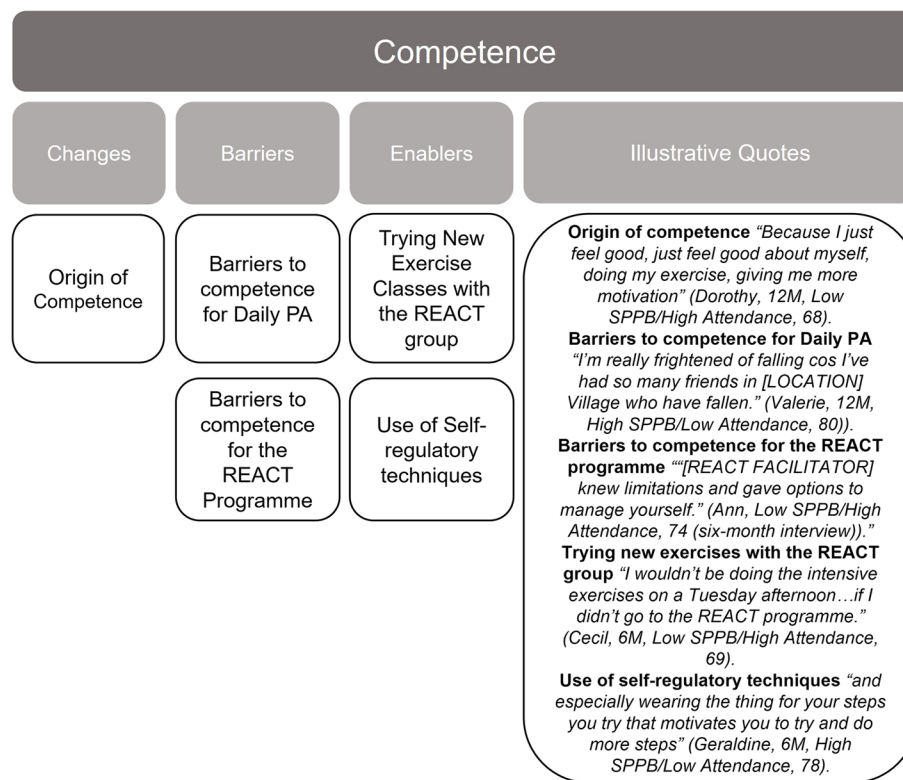 Competence
Changes
Barriers
Enablers
Illustrative Quotes
Origin of
Competence
Barriers to
competence
for Daily PA
Trying New
Exercise
Classes with
the REACT
group
Barriers to
competence
for the
REACT
Programme
Use of Self-
regulatory
techniques
Origin of competence “Because I just
feel good, just feel good about myself,
doing my exercise, giving me more
motivation” (Dorothy, 12M, Low
SPPB/High Attendance, 68).
Barriers to competence for Daily PA
“I’m really frightened of falling cos I’ve
had so many friends in [LOCATION]
Village who have fallen.” (Valerie, 12M,
High SPPB/Low Attendance, 80)).
Barriers to competence for the REACT
programme ““[REACT FACILITATOR]
knew limitations and gave options to
manage yourself.” (Ann, Low SPPB/High
Attendance, 74 (six-month interview)).”
Trying new exercises with the REACT
group “I wouldn’t be doing the intensive
exercises on a Tuesday afternoon…if I
didn’t go to the REACT programme.”
(Cecil, 6M, Low SPPB/High Attendance,
69).
Use of self-regulatory techniques “and
especially wearing the thing for your steps
you try that motivates you to try and do
more steps” (Geraldine, 6M, High
SPPB/Low Attendance, 78).